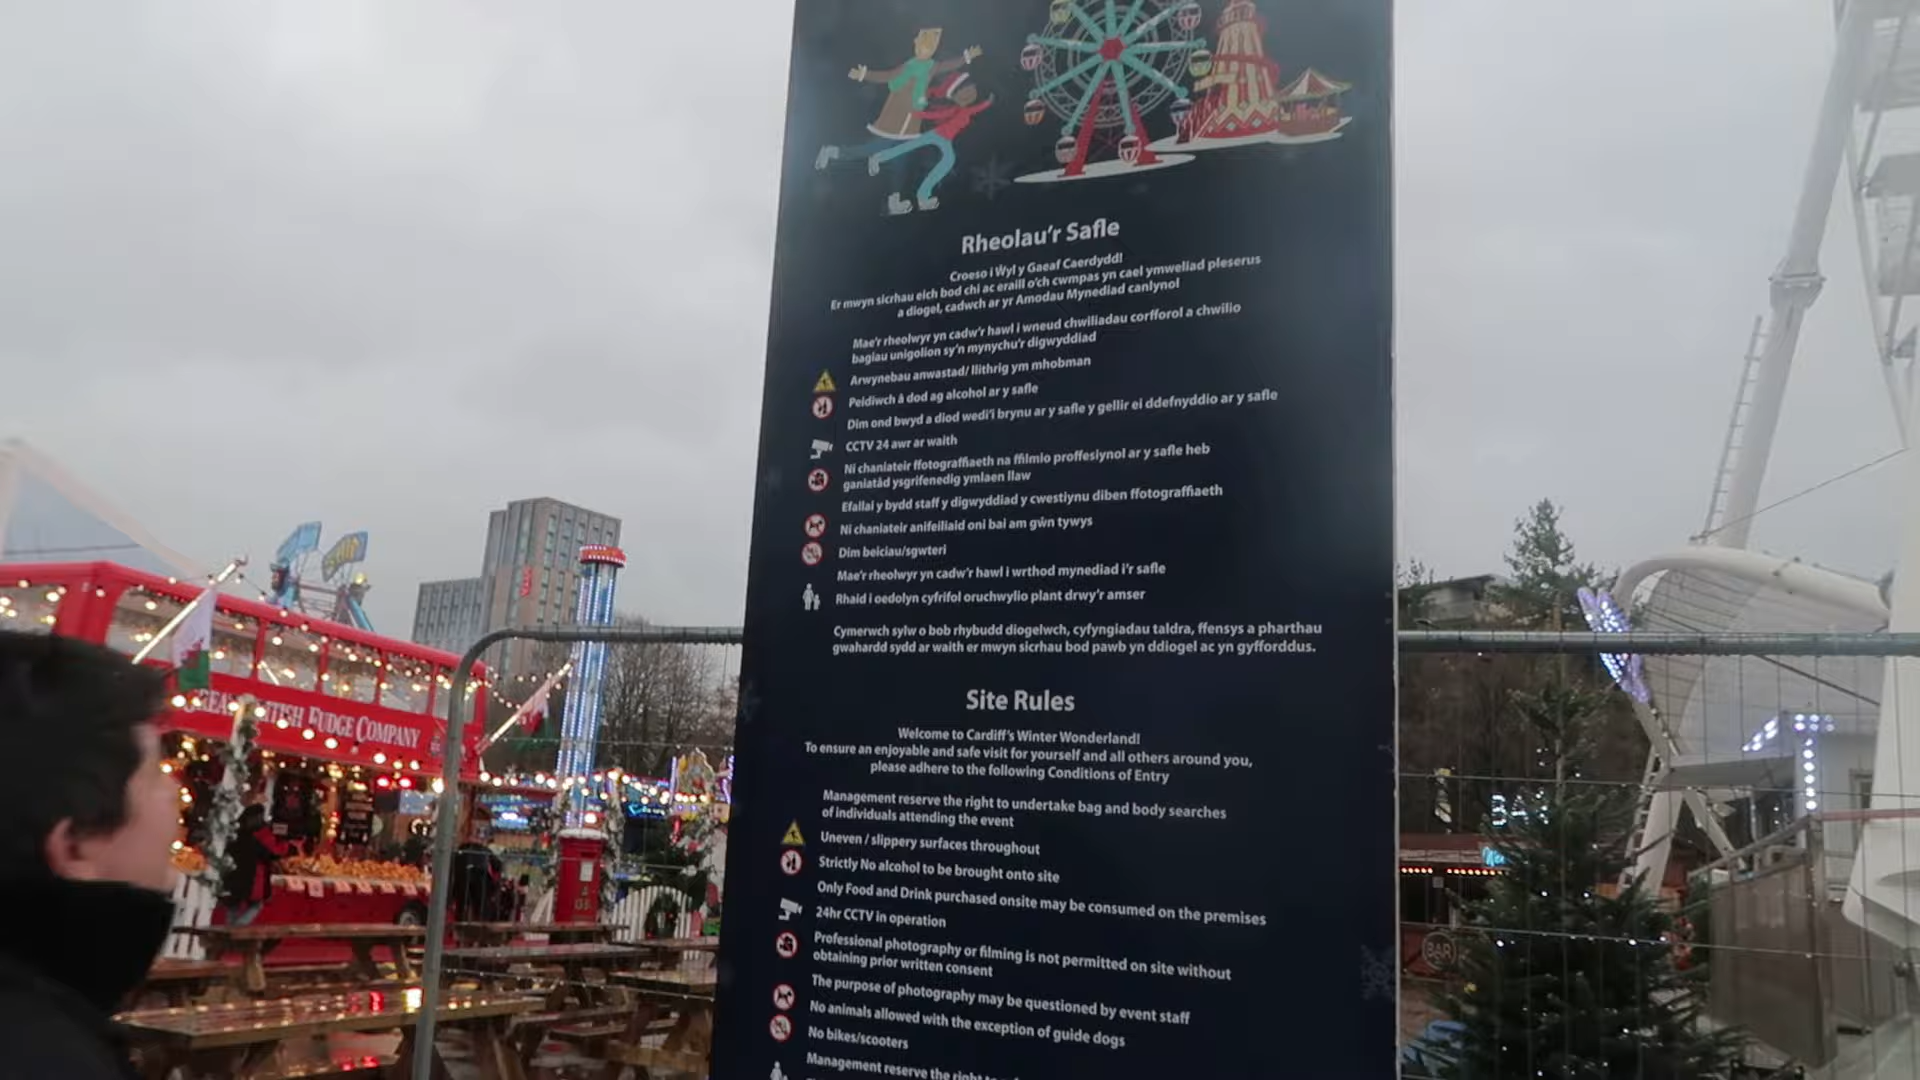 Rheolau'r Safle
Croeso i Ŵyl y Gaeaf Caerdydd!
Er mwyn sicrhau eich bod chi ac eraill o'ch cwmpas yn cael ymweliad pleserus
a diogel, cadwch ar yr Amodau Mynediad canlynol
Mae'r rheolwyr yn cadw'r hawl i wneud chwiliadau corfforol a chwilio
bagiau unigolion sy'n mynychu'r digwyddiad
Arwynebau anwastad/ llithrig ym mhobman
Peidiwch â dod ag alcohol ar y safle
Dim ond bwyd a diod wedi'i brynu ar y safle y gellir ei ddefnyddio ar y safle
CCTV 24 awr ar waith
Ni chaniateir ffotograffiaeth na ffilmio proffesiynol ar y safle heb
ganiatâd ysgrifenedig ymlaen llaw
Efallai y bydd staff y digwyddiad y cwestiynu diben ffotograffiaeth
Ni chaniateir anifeiliaid oni bai am gŵn tywys
Dim beiciau/sgwteri
Mae'r rheolwyr yn cadw'r hawl i wrthod mynediad i'r safle
Rhaid i oedolyn cyfrifol oruchwylio plant drwy'r amser
Cymerwch sylw o bob rhybudd diogelwch, cyfyngiadau taldra, ffensys a pharthau
gwahardd sydd ar waith er mwyn sicrhau bod pawb yn ddiogel ac yn gyfforddus.
Site Rules
Welcome to Cardiff's Winter Wonderland!
To ensure an enjoyable and safe visit for yourself and all others around you,
please adhere to the following Conditions of Entry
Management reserve the right to undertake bag and body searches
of individuals attending the event
Uneven / slippery surfaces throughout
Strictly No alcohol to be brought onto site
Only Food and Drink purchased onsite may be consumed on the premises
24hr CCTV in operation
Professional photography or filming is not permitted on site without
obtaining prior written consent
The purpose of photography may be questioned by event staff
No animals allowed with the exception of guide dogs
No bikes/scooters
Management reserve the right
FUDGE COMPANY
BAR
BAR